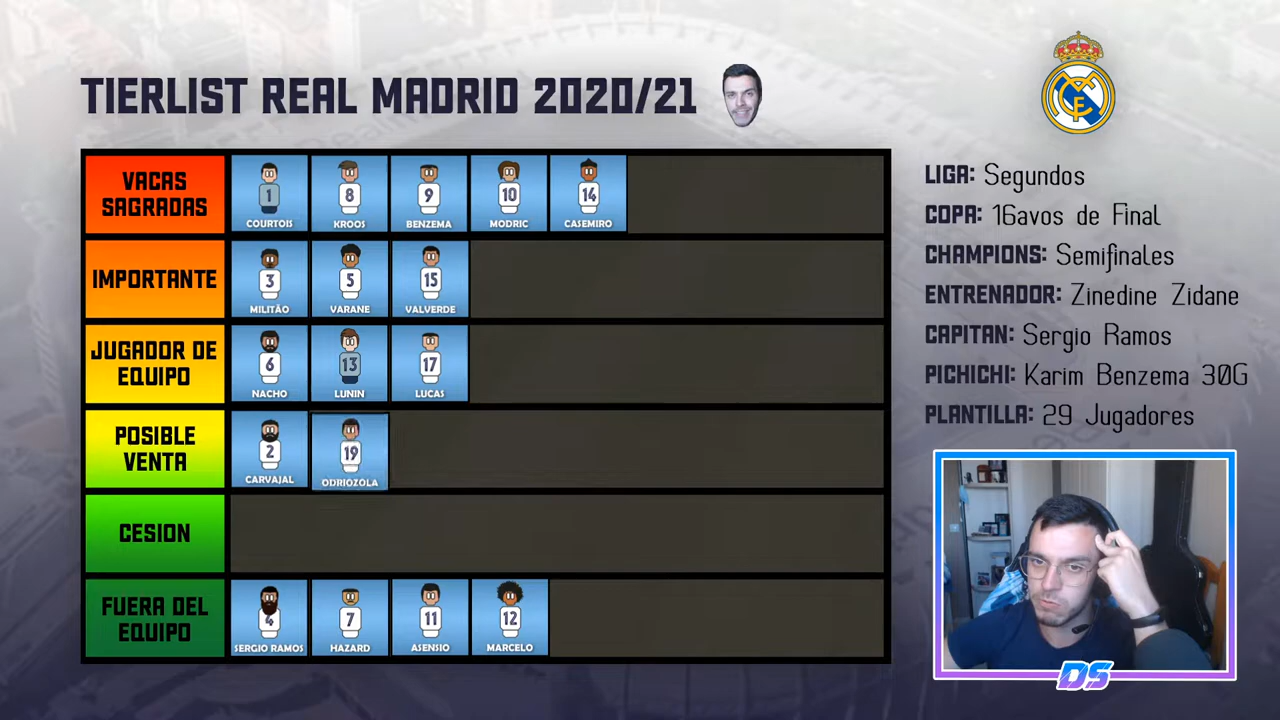 TIERLIST REAL MADRID 2020/21
VACAS
SAGRADAS
1
COURTOIS
8
KROOS
9
BENZEMA
10
MODRIC
14
CASEMIRO
IMPORTANTE
3
MILITÃO
5
VARANE
15
VALVERDE
JUGADOR DE
EQUIPO
6
NACHO
13
LUNIN
17
LUCAS
POSIBLE
VENTA
2
CARVAJAL
19
ODRIOZOLA
CESION
FUERA DEL
EQUIPO
4
SERGIO RAMOS
7
HAZARD
11
ASENSIO
12
MARCELO
LIGA: Segundos
COPA: 16avos de Final
CHAMPIONS: Semifinales
ENTRENADOR: Zinedine Zidane
CAPITAN: Sergio Ramos
PICHICHI: Karim Benzema 30G
PLANTILLA: 29 Jugadores
DS